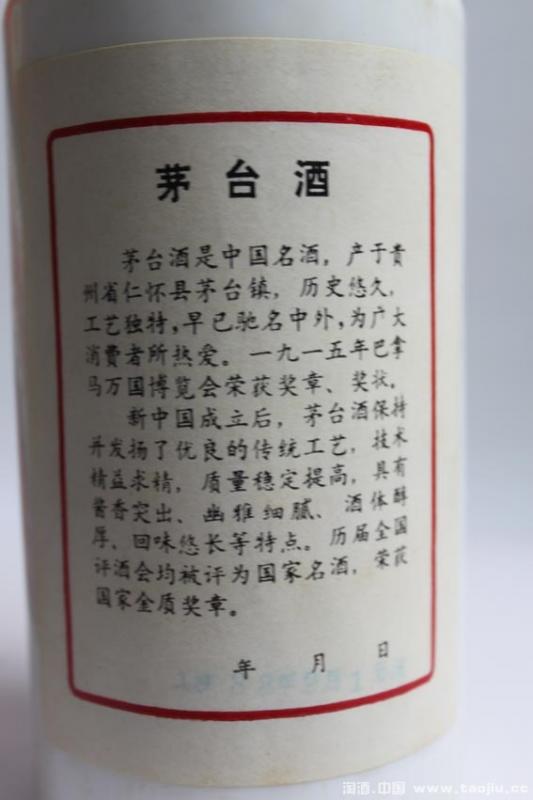 茅台酒
茅台酒是中国名酒，产于贵
州省仁怀县茅台镇，历史悠久，
工艺独特，早已驰名中外，为广大
消费者所热爱。一九一五年巴拿
马万国博览会荣获奖章、奖状。
新中国成立后，茅台酒保持
并发扬了优良的传统工艺，技术
精益求精，质量稳定提高，具有
酱香突出、幽雅细腻、酒体醇
厚、回味悠长等特点。历届全国
评酒会均被评为国家名酒，荣获
国家金质奖章。
年 月 日
淘酒.中国 www.taojiu.cc